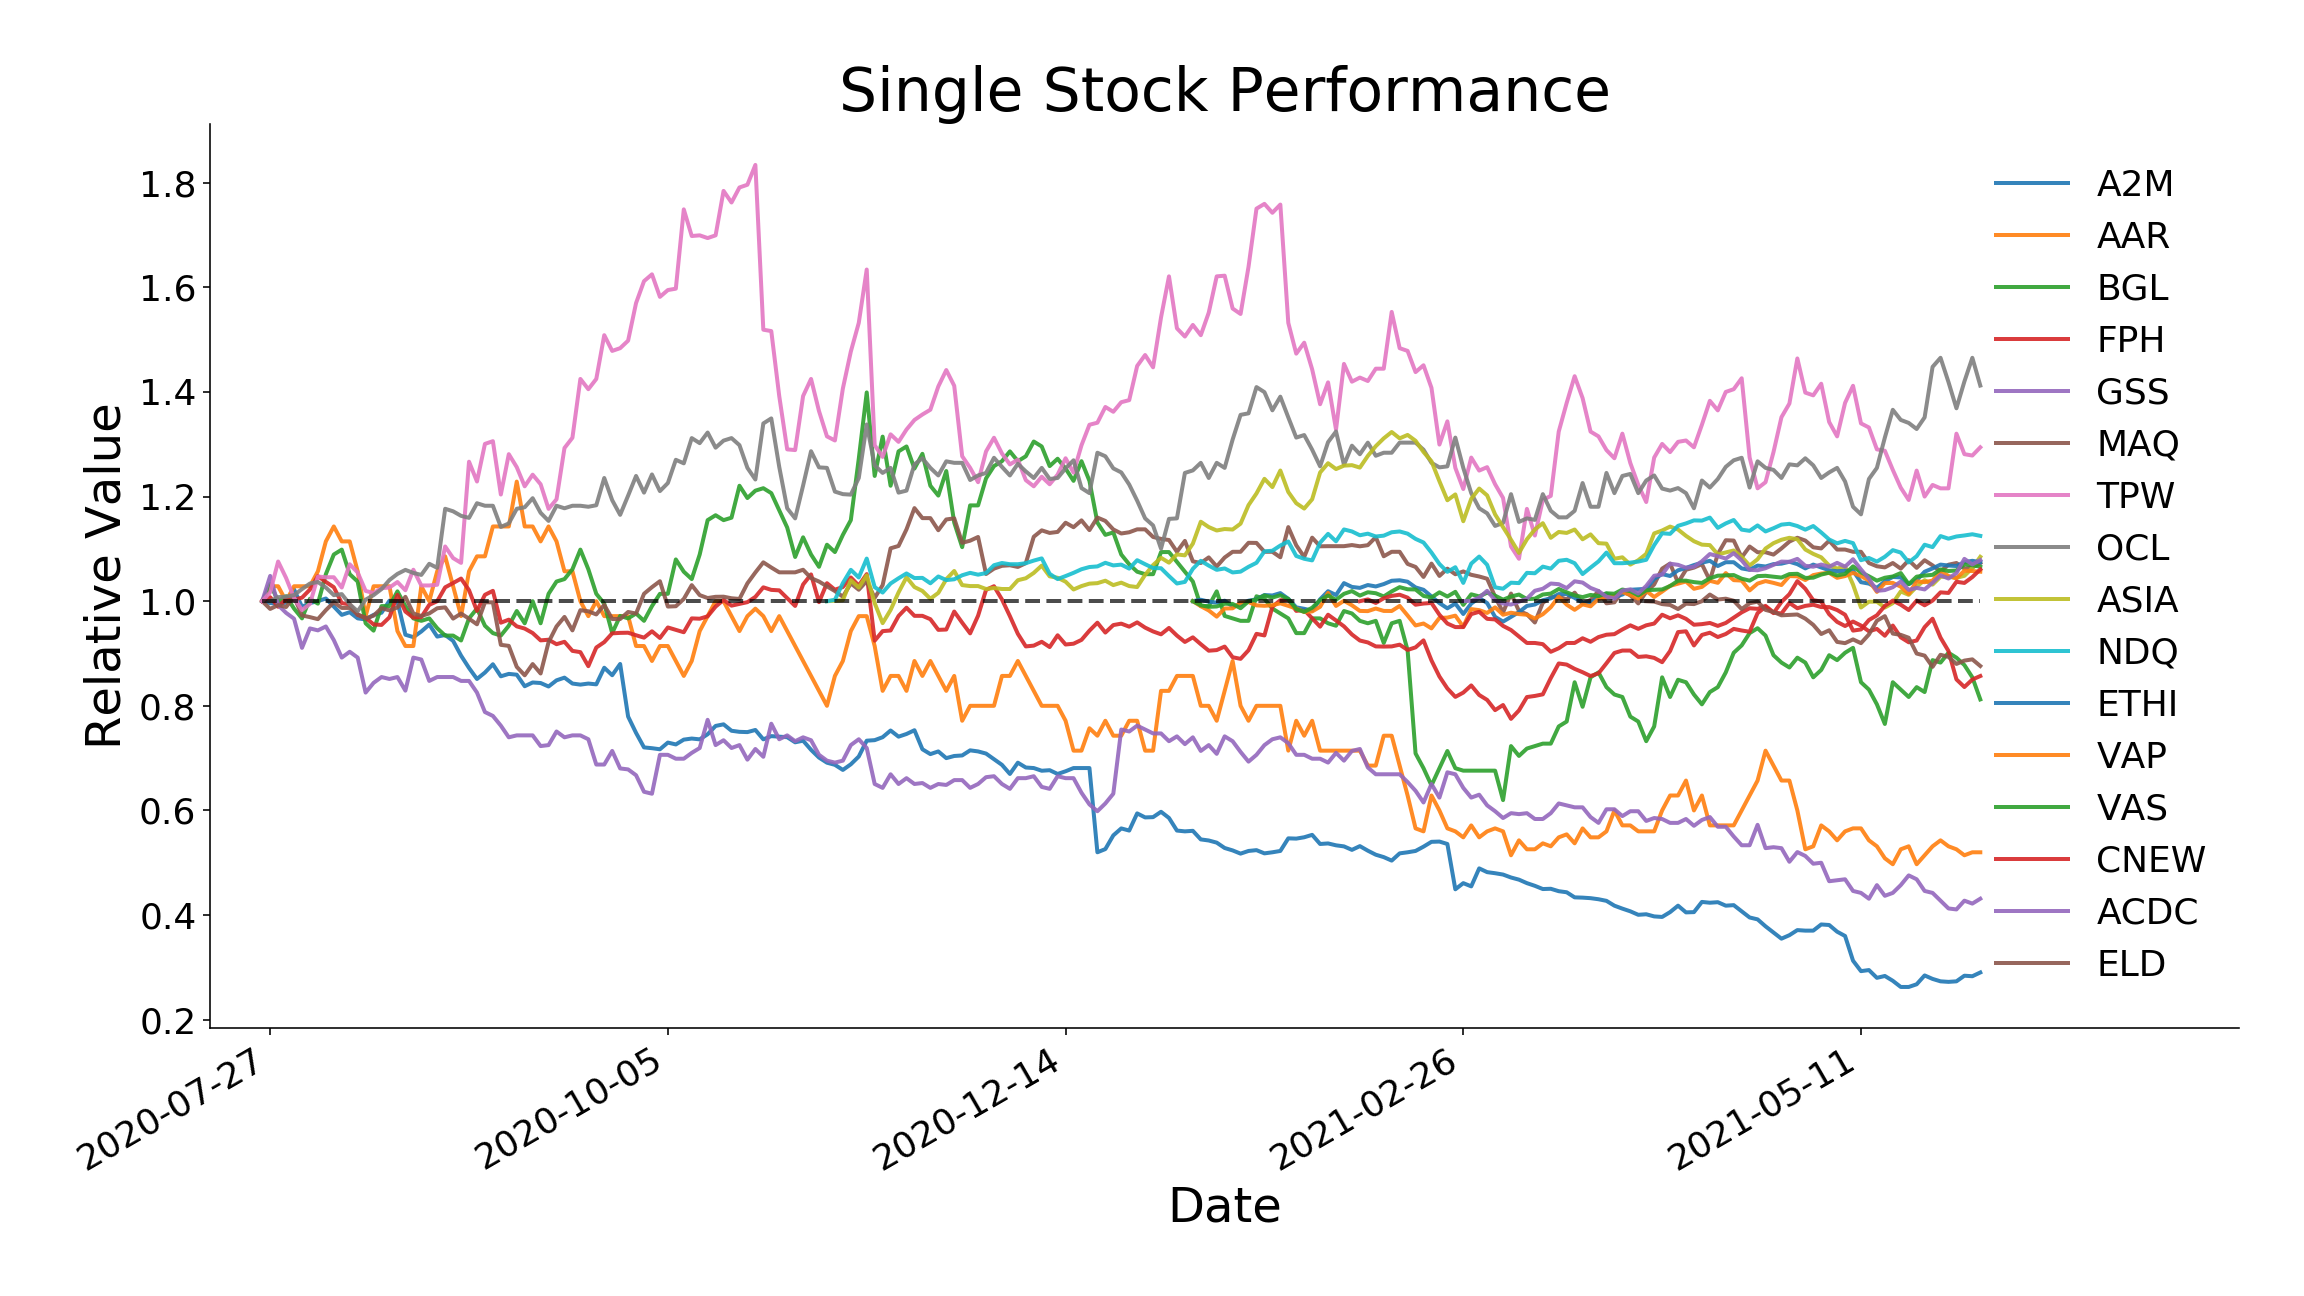 Single Stock Performance
Relative Value
1.8
1.6
1.4
1.2
1.0
0.8
0.6
0.4
0.2
A2M
AAR
BGL
FPH
GSS
MAQ
TPW
OCL
ASIA
NDQ
ETHI
VAP
VAS
CNEW
ACDC
ELD
2020-07-27
2020-10-05
2020-12-14
2021-02-26
2021-05-11
Date